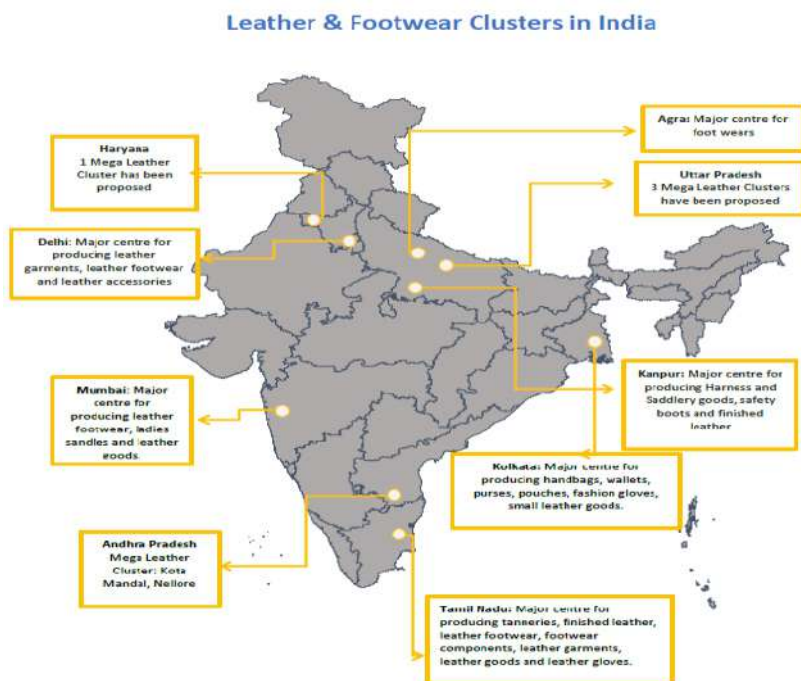 Leather & Footwear Clusters in India
Agra: Major centre for
foot wears
Haryana
1 Mega Leather
Cluster has been
proposed
Uttar Pradesh
3 Mega Leather Clusters
have been proposed
Delhi: Major centre for
producing leather
garments, leather footwear
and leather accessories
Kanpur: Major centre for
producing Harness and
Saddlery goods, safety
boots and finished
leather
Mumbai: Major
centre for
producing leather
footwear, ladies
sandles and leather
goods.
Kolkata: Major centre for
producing handbags, wallets,
purses, pouches, fashion gloves,
small leather goods.
Andhra Pradesh
Mega Leather
Cluster: Kota
Mandal, Nellore
Tamil Nadu: Major centre for
producing tanneries, finished leather,
leather footwear, footwear
components, leather garments,
leather goods and leather gloves.